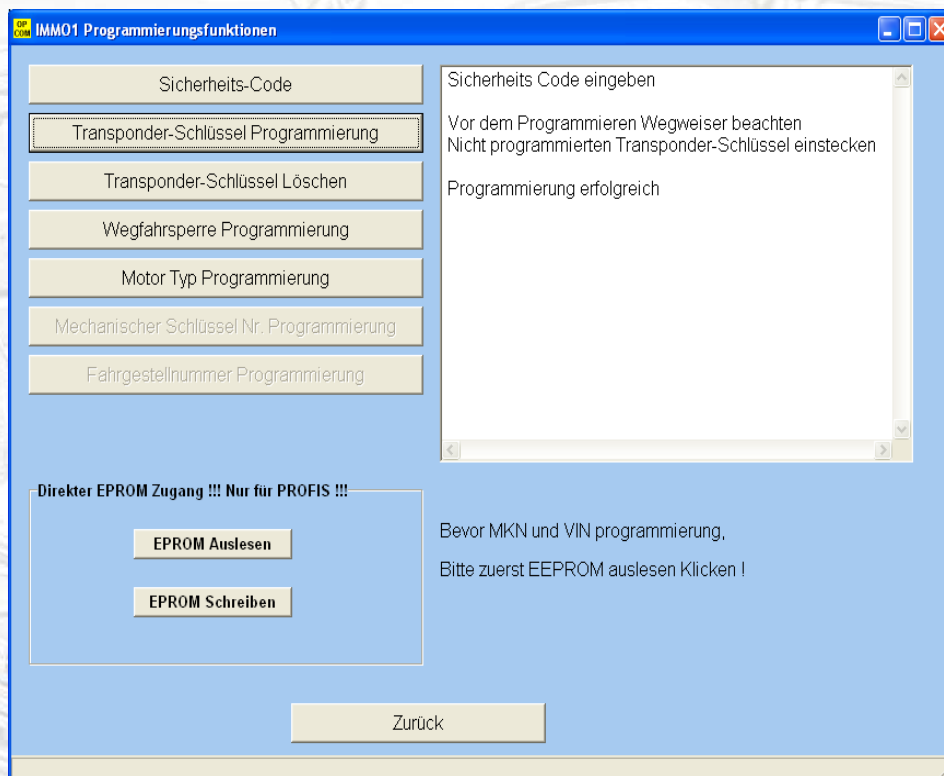 OP COM IMMO1 Programmierungsfunktionen
Sicherheits-Code
Transponder-Schlüssel Programmierung
Transponder-Schlüssel Löschen
Wegfahrsperre Programmierung
Motor Typ Programmierung
Mechanischer Schlüssel Nr. Programmierung
Fahrgestellnummer Programmierung
Sicherheits Code eingeben
Vor dem Programmieren Wegweiser beachten
Nicht programmierten Transponder-Schlüssel einstecken
Programmierung erfolgreich
Direkter EPROM Zugang !!! Nur für PROFIS !!!
EPROM Auslesen
EPROM Schreiben
Bevor MKN und VIN programmierung,
Bitte zuerst EEPROM auslesen Klicken !
Zurück